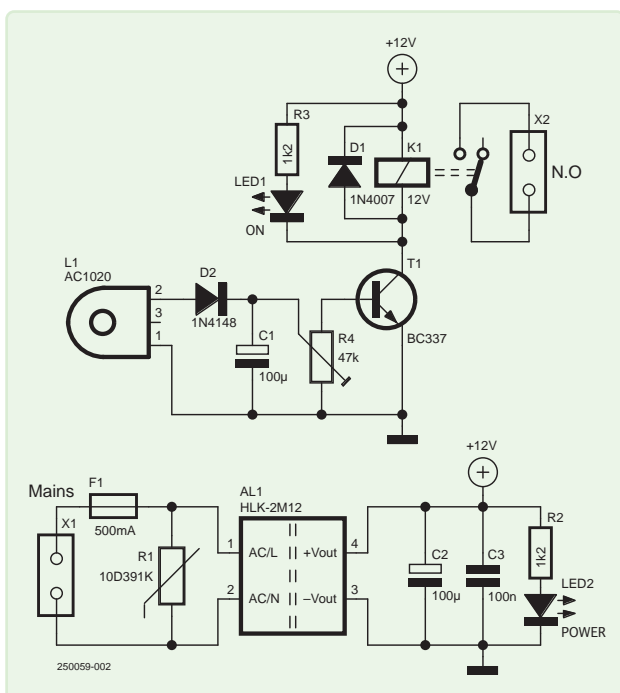 +12V
R3
1k2
D1
K1
X2
LED1
1N4007
12V
N.O
ON
L1
AC1020
2
3
1
D2
1N4148
T1
C1
100µ
R4
47k
BC337
+12V
Mains
F1
500mA
X1
AL1
HLK-2M12
R1
10D391K
1
AC/L
+Vout
4
2
AC/N
–Vout
3
C2
100µ
C3
100n
R2
1k2
LED2
POWER
250059-002